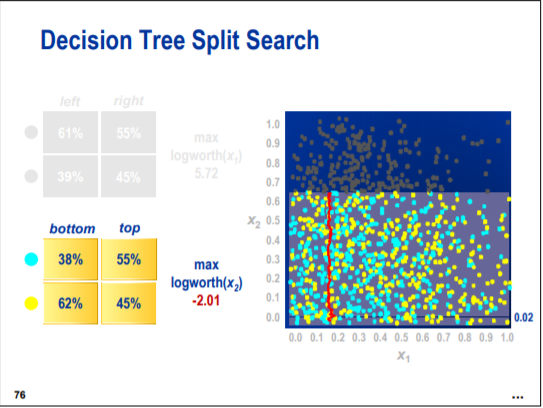 Decision Tree Split Search
left right
61% 55%
39% 45%
max
logworth(x₁)
5.72
bottom top
38% 55%
62% 45%
max
logworth(x₂)
-2.01
1.0
0.9
0.8
0.7
0.6
0.5
0.4
0.3
0.2
0.1
0.0
x₂
0.02
0.0 0.1 0.2 0.3 0.4 0.5 0.6 0.7 0.8 0.9 1.0
x₁
76
...